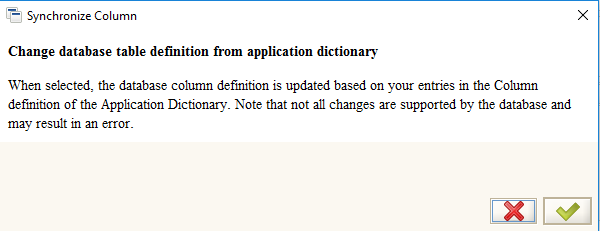 Synchronize Column
Change database table definition from application dictionary
When selected, the database column definition is updated based on your entries in the Column
definition of the Application Dictionary. Note that not all changes are supported by the database and
may result in an error.